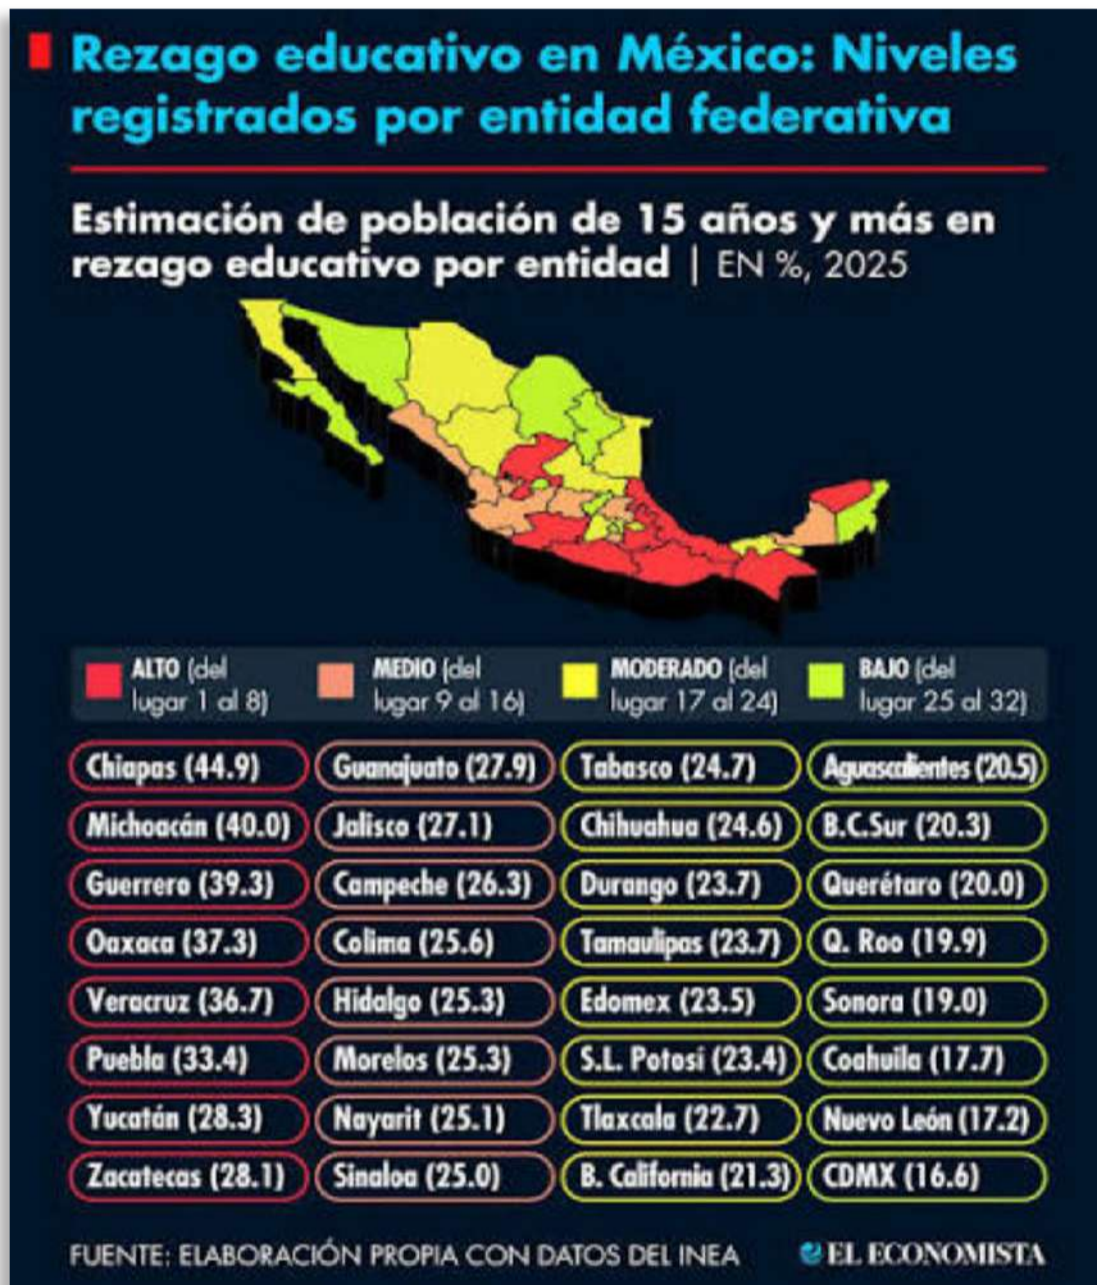 Rezago educativo en México: Niveles
registrados por entidad federativa
Estimación de población de 15 años y más en
rezago educativo por entidad | EN %, 2025
ALTO (del
lugar 1 al 8)
MEDIO (del
lugar 9 al 16)
MODERADO (del
lugar 17 al 24)
BAJO (del
lugar 25 al 32)
Chiapas (44.9)
Michoacán (40.0)
Guerrero (39.3)
Oaxaca (37.3)
Veracruz (36.7)
Puebla (33.4)
Yucatán (28.3)
Zacatecas (28.1)
Guanajuato (27.9)
Jalisco (27.1)
Campeche (26.3)
Colima (25.6)
Hidalgo (25.3)
Morelos (25.3)
Nayarit (25.1)
Sinaloa (25.0)
Tabasco (24.7)
Chihuahua (24.6)
Durango (23.7)
Tamaulipas (23.7)
Edomex (23.5)
S.L. Potosí (23.4)
Tlaxcala (22.7)
B. California (21.3)
Aguascalientes (20.5)
B.C.Sur (20.3)
Querétaro (20.0)
Q. Roo (19.9)
Sonora (19.0)
Coahuila (17.7)
Nuevo León (17.2)
CDMX (16.6)
FUENTE: ELABORACIÓN PROPIA CON DATOS DEL INEA
EL ECONOMISTA